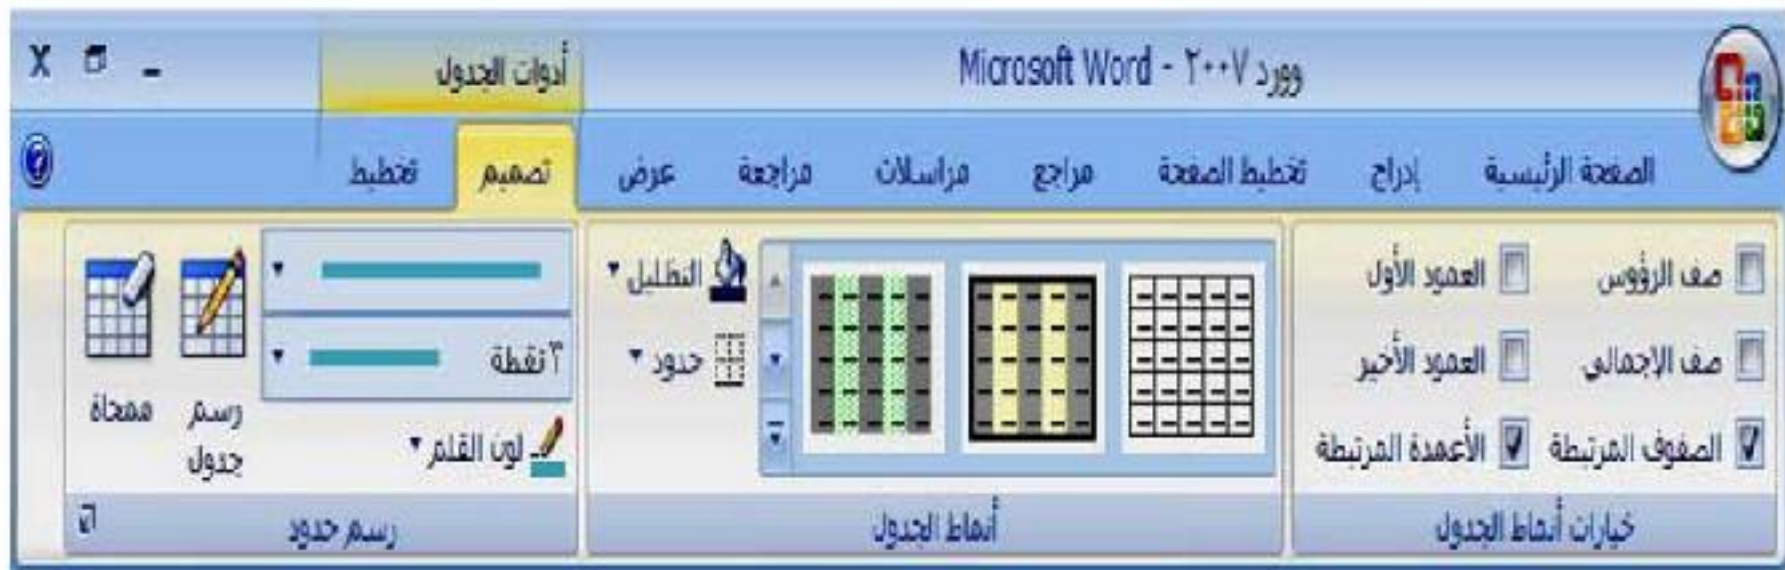 وورد ٢٠٠٧ - Microsoft Word
أدوات الجدول
الصفحة الرئيسية إدراج تخطيط الصفحة مراجع مراسلات مراجعة عرض تصميم تخطيط
صف الرؤوس العمود الأول
صف الإجمالي العمود الأخير
الصفوف المرتبطة الأعمدة المرتبطة
خيارات أنماط الجدول
التظليل
حدود
أنماط الجدول
٣ نقطة
لون القلم
رسم جدول
ممحاة
رسم حدود